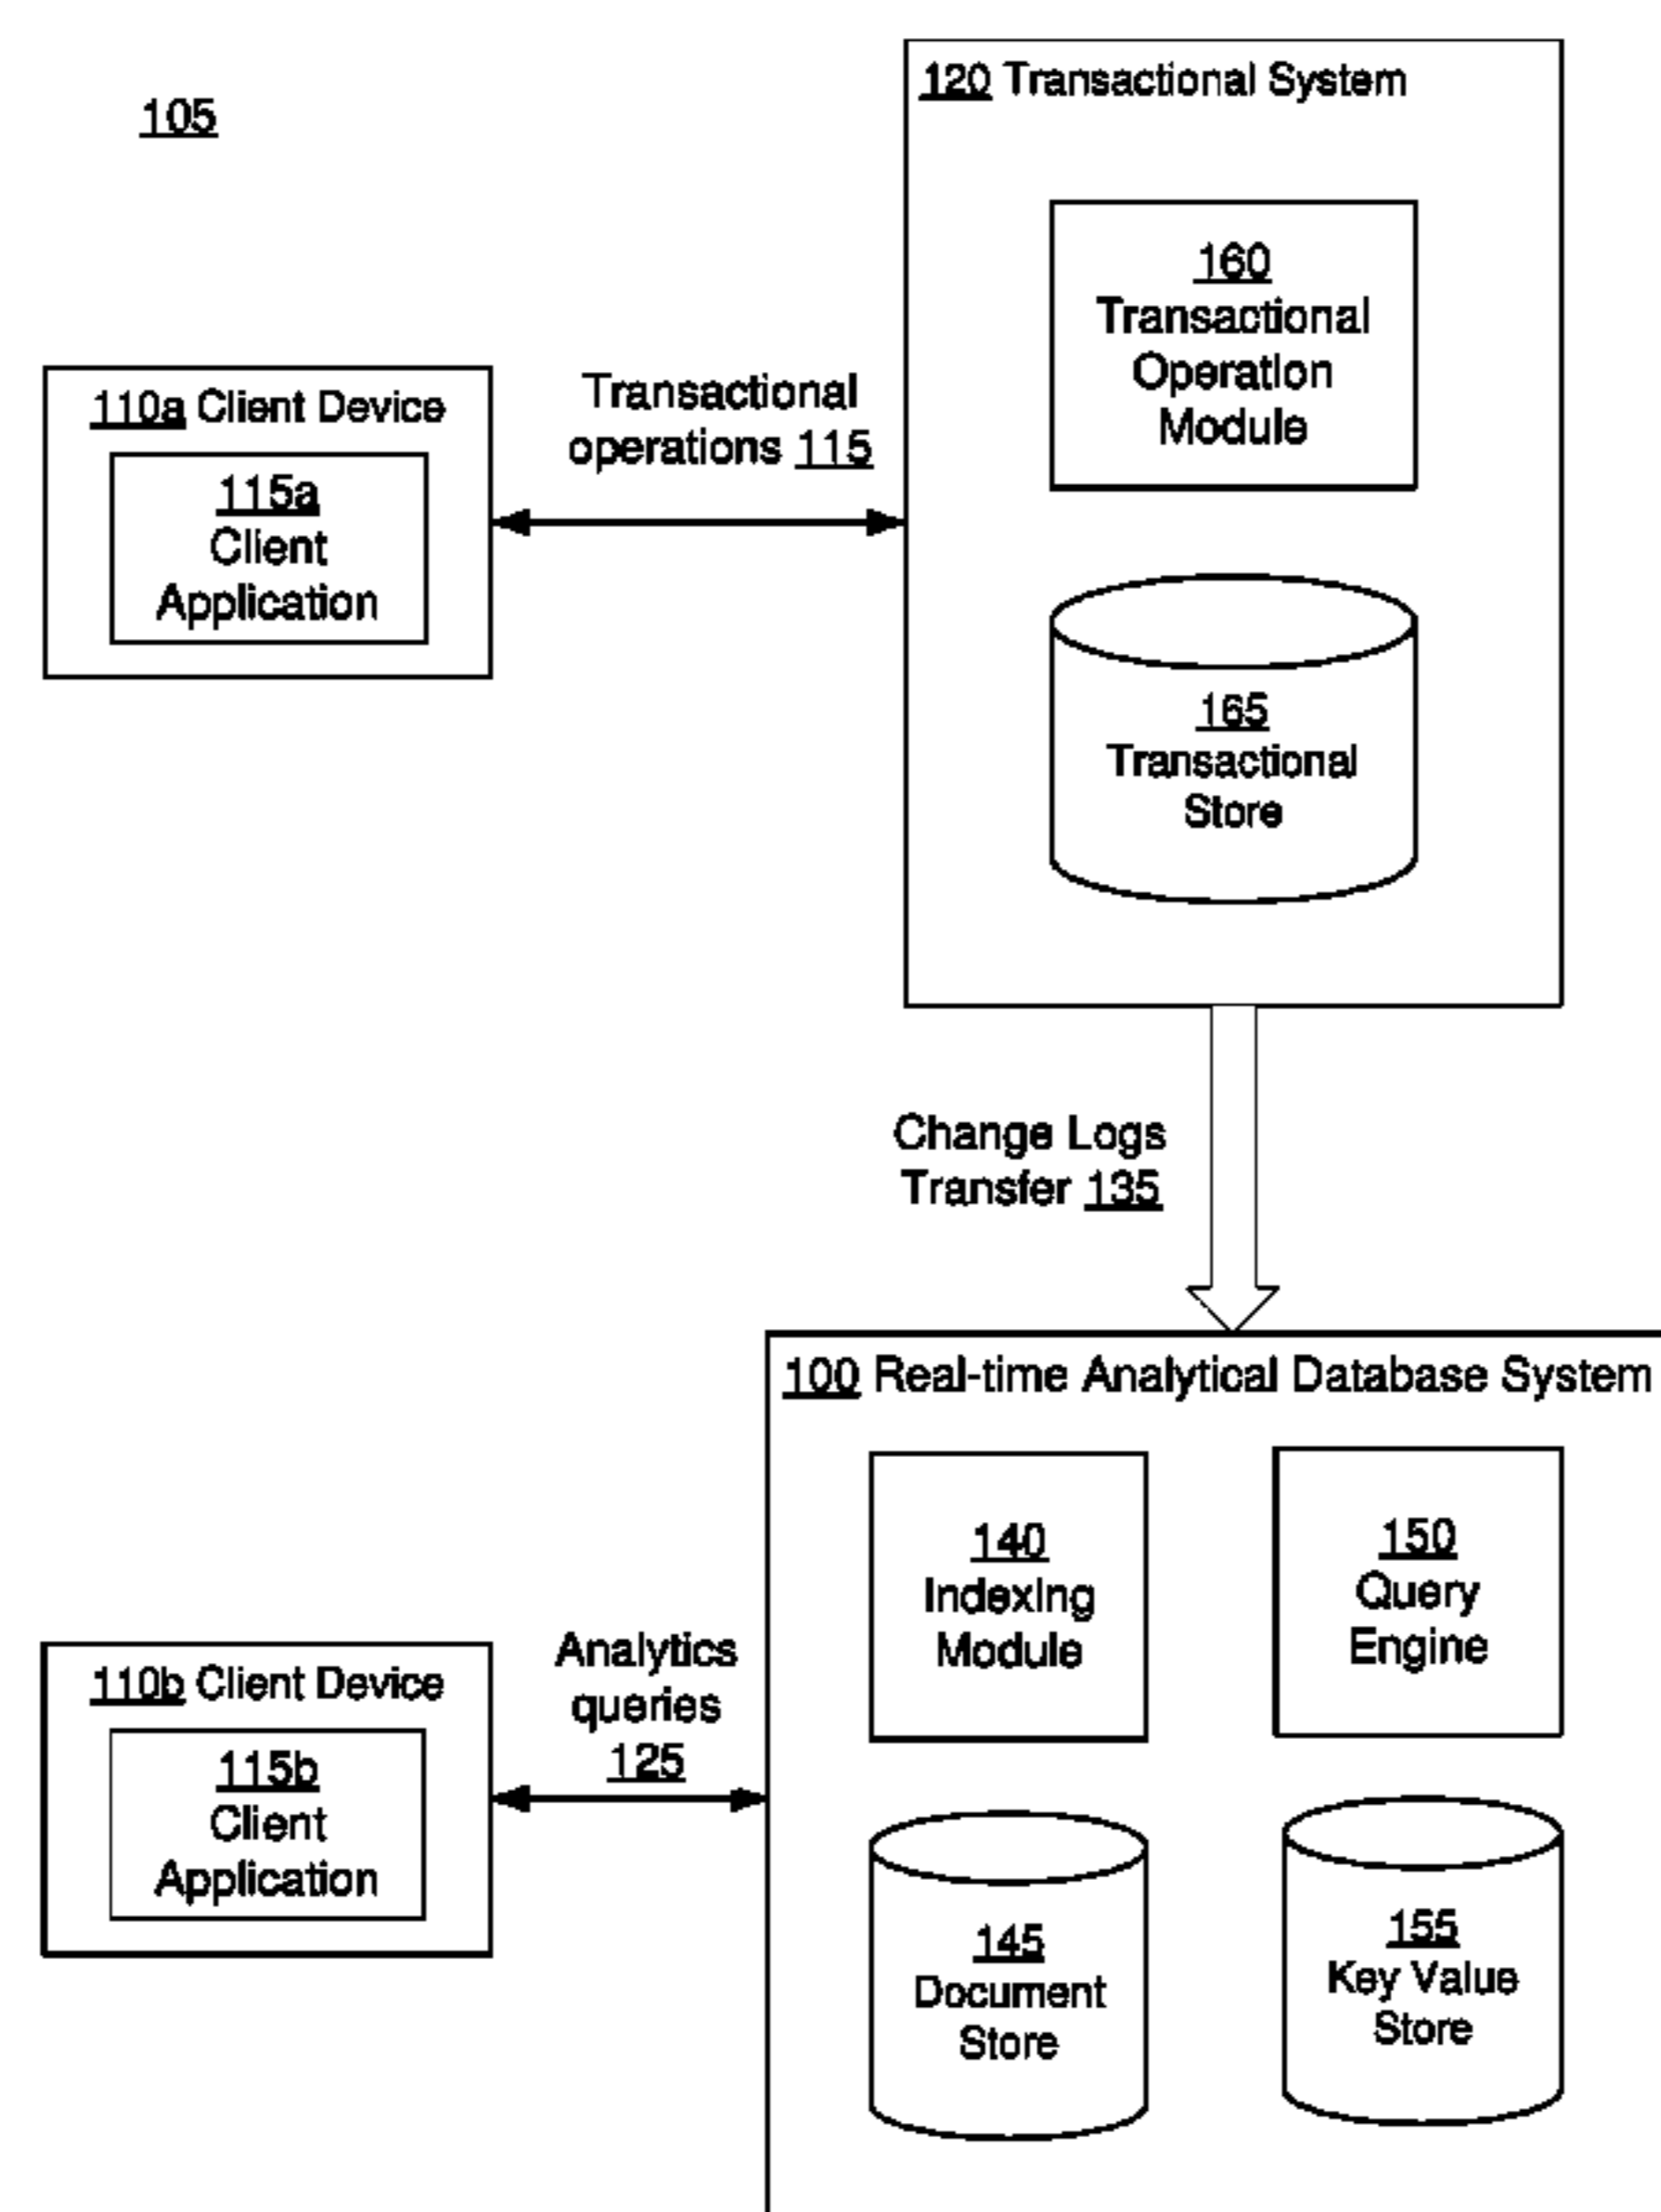 105
120 Transactional System
160
Transactional
Operation
Module
110a Client Device
115a
Client
Application
Transactional
operations 115
165
Transactional
Store
Change Logs
Transfer 135
100 Real-time Analytical Database System
140
Indexing
Module
150
Query
Engine
110b Client Device
115b
Client
Application
Analytics
queries
125
145
Document
Store
155
Key Value
Store